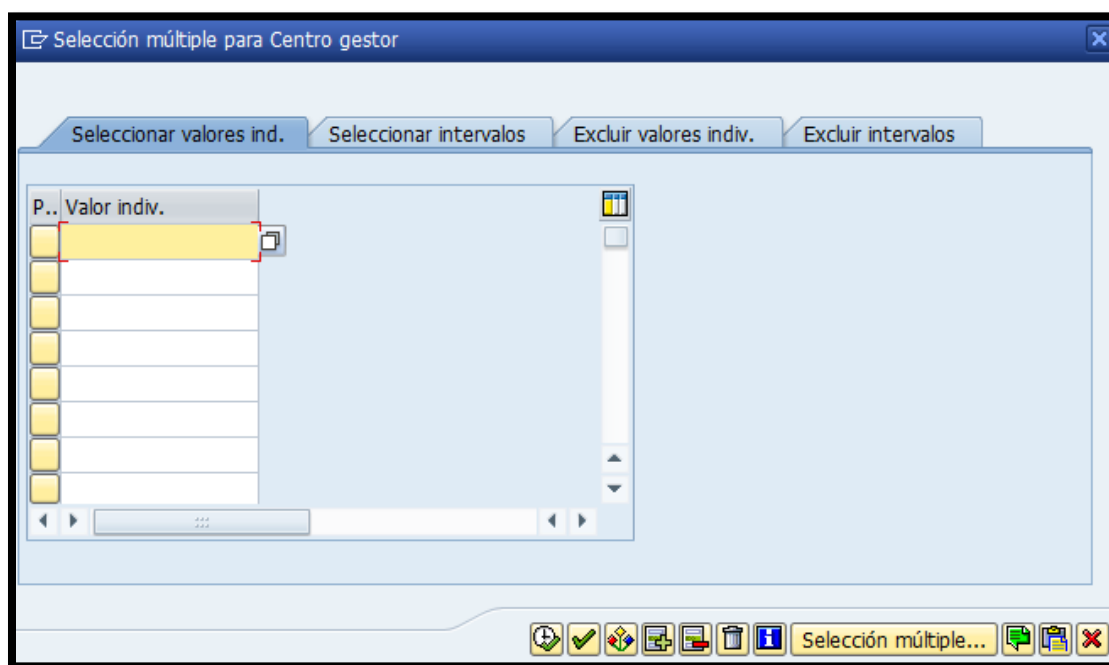 Selección múltiple para Centro gestor
Seleccionar valores ind. Seleccionar intervalos Excluir valores indiv. Excluir intervalos
P.. Valor indiv.
Selección múltiple...